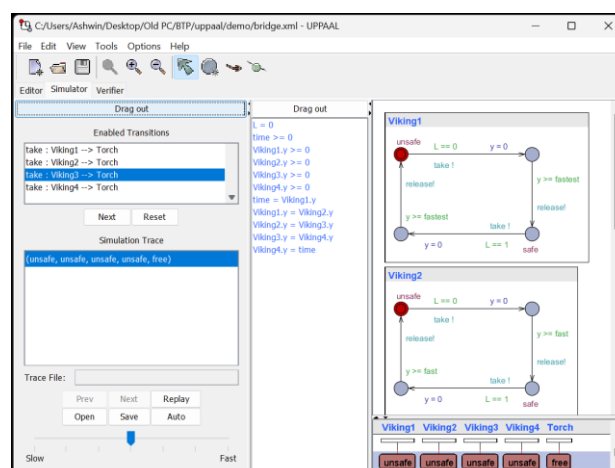 C:/Users/Ashwin/Desktop/Old PC/BTP/uppaal/demo/bridge.xml - UPPAAL
File Edit View Tools Options Help
Editor Simulator Verifier
Drag out
Enabled Transitions
take : Viking1 --> Torch
take : Viking2 --> Torch
take : Viking3 --> Torch
take : Viking4 --> Torch
Next Reset
Simulation Trace
(unsafe, unsafe, unsafe, unsafe, free)
Trace File:
Prev Next Replay
Open Save Auto
Slow Fast
Drag out
L = 0
time >= 0
Viking1.y >= 0
Viking2.y >= 0
Viking3.y >= 0
Viking4.y >= 0
time = Viking1.y
Viking1.y = Viking2.y
Viking2.y = Viking3.y
Viking3.y = Viking4.y
Viking4.y = time
Viking1
unsafe
L == 0 y = 0
take !
release! y >= fastest
y >= fastest release!
take !
y = 0 L == 1 safe
Viking2
unsafe
L == 0 y = 0
take !
release! y >= fast
y >= fast release!
take !
y = 0 L == 1 safe
Viking1 Viking2 Viking3 Viking4 Torch
unsafe unsafe unsafe unsafe free